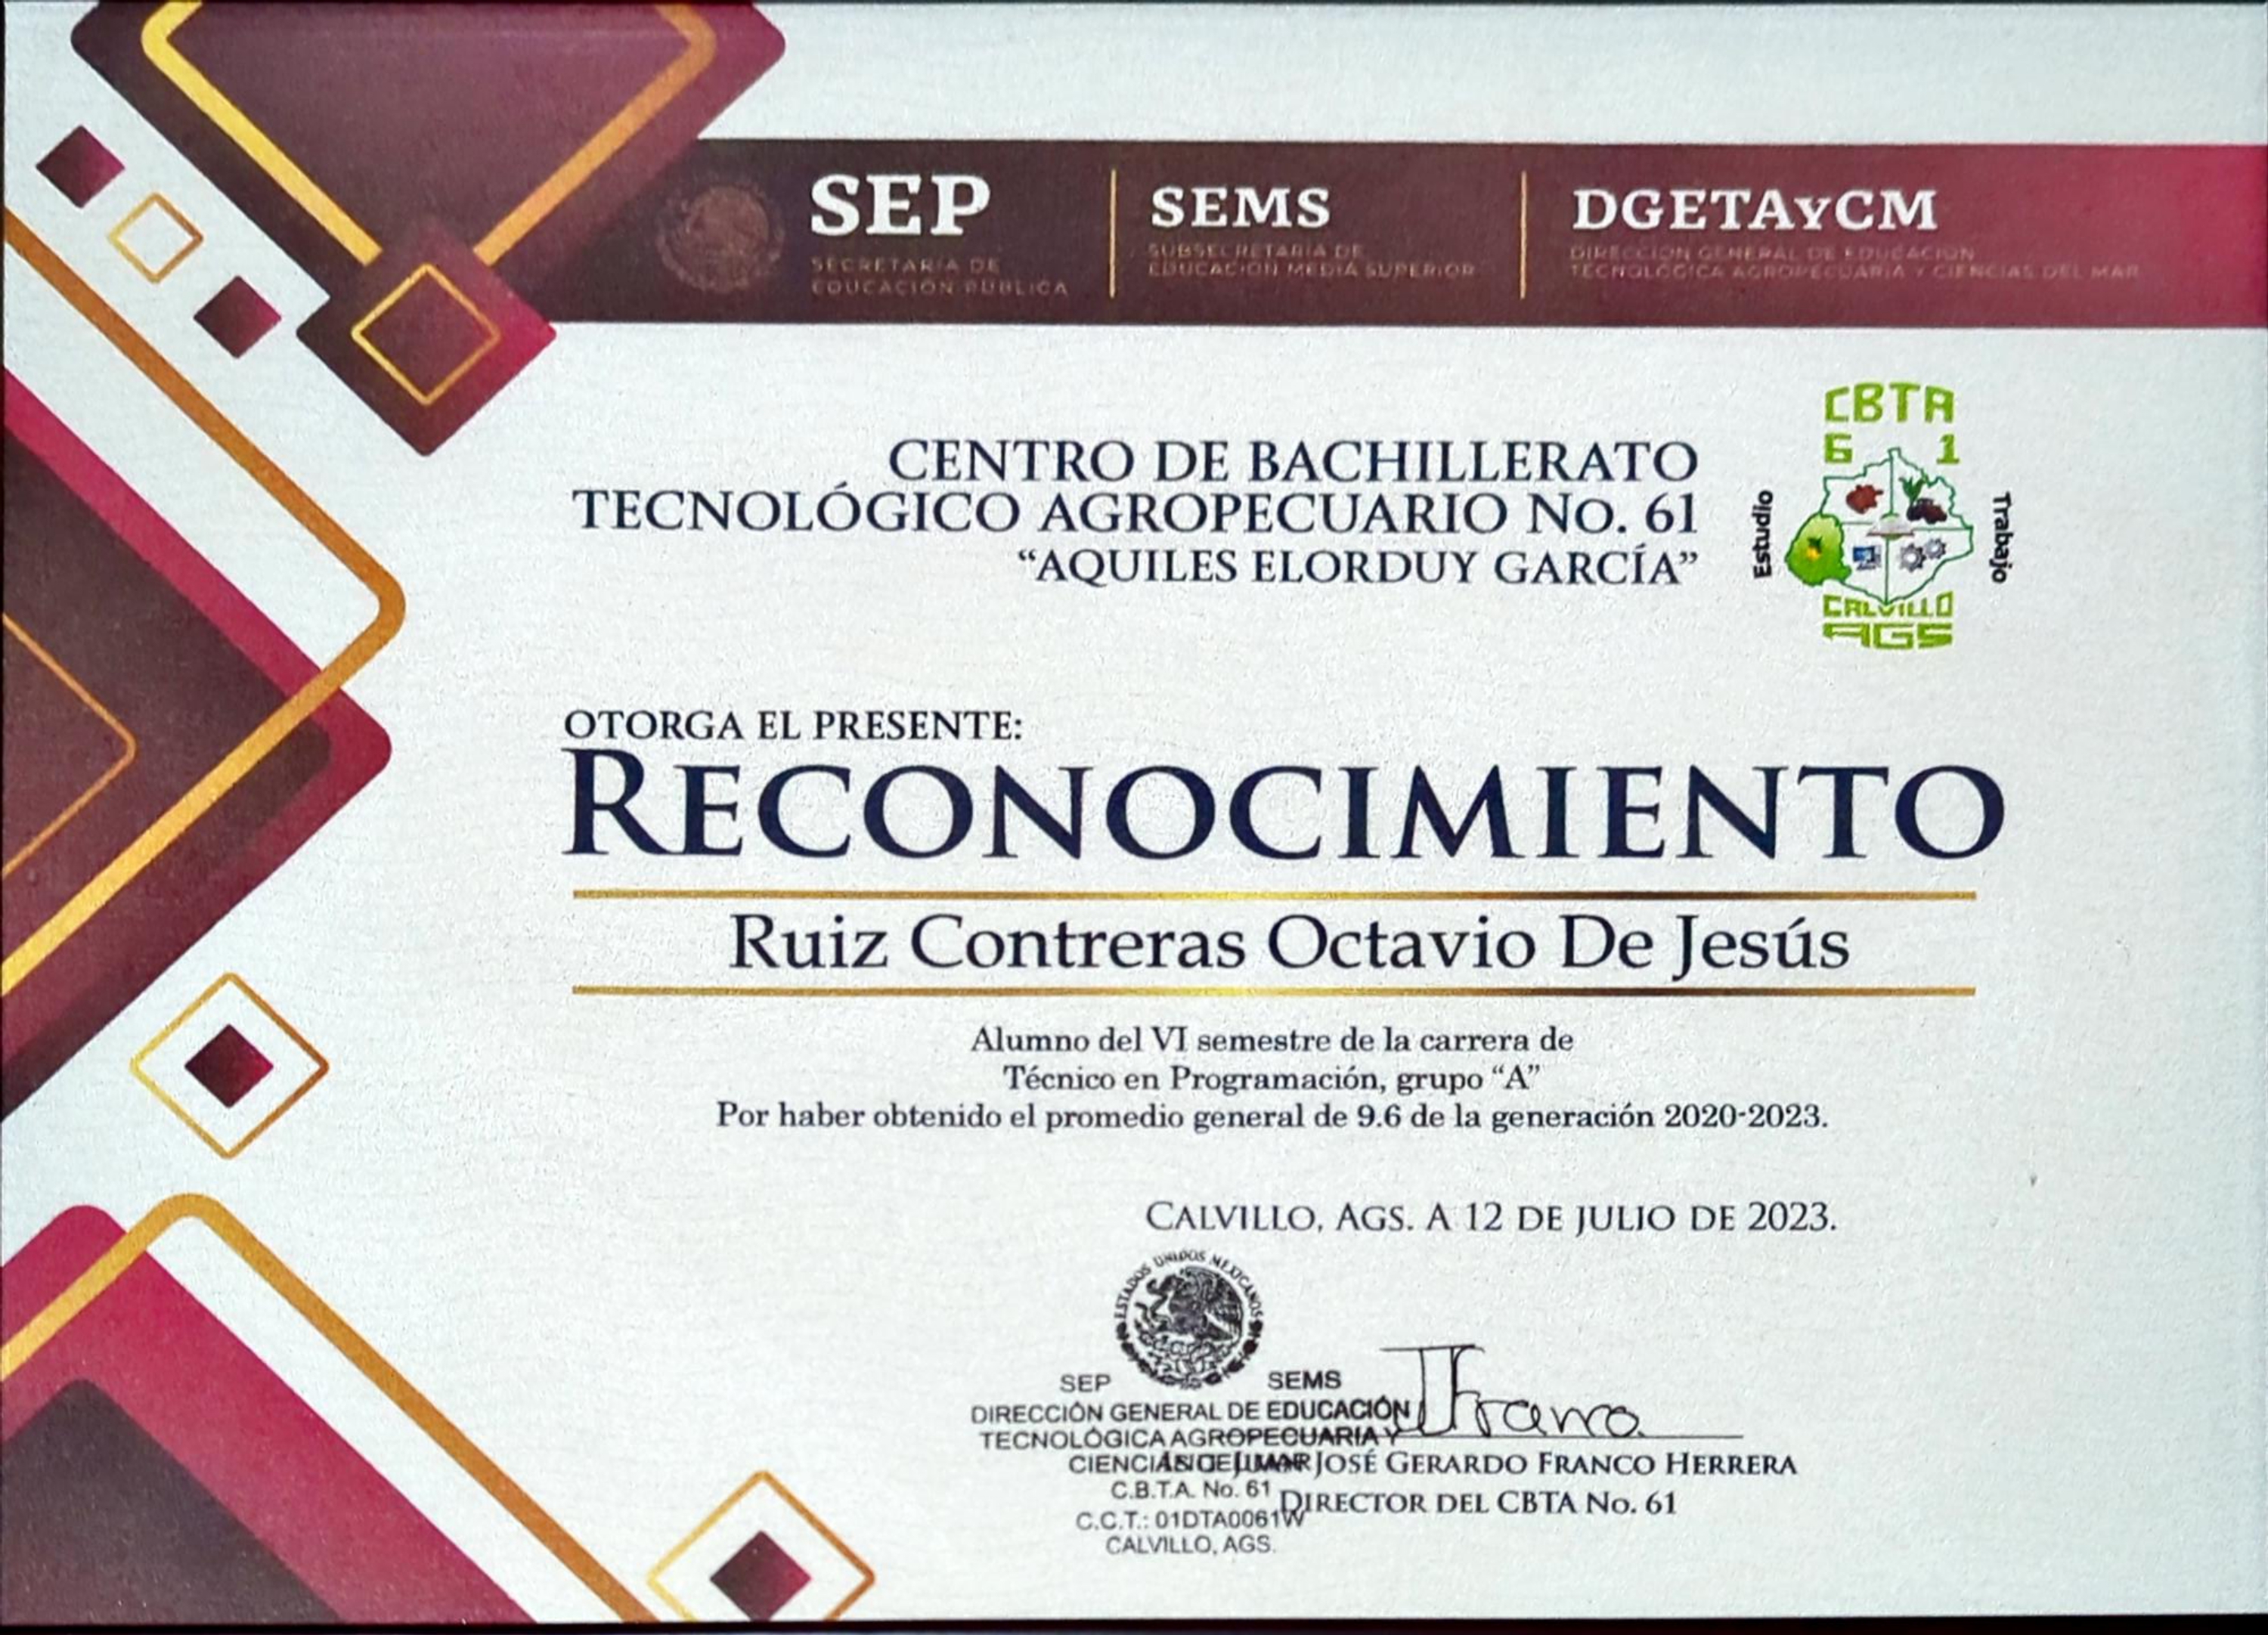 SEP
SECRETARÍA DE
EDUCACIÓN PÚBLICA
SEMS
SUBSECRETARÍA DE
EDUCACIÓN MEDIA SUPERIOR
DGETAYCM
DIRECCIÓN GENERAL DE EDUCACIÓN
TECNOLÓGICA AGROPECUARIA Y CIENCIAS DEL MAR
CENTRO DE BACHILLERATO
TECNOLÓGICO AGROPECUARIO No. 61
“AQUILES ELORDUY GARCÍA”
CBTA
6 1
Estudio
Trabajo
CALVILLO
AGS
OTORGA EL PRESENTE:
RECONOCIMIENTO
Ruiz Contreras Octavio De Jesús
Alumno del VI semestre de la carrera de
Técnico en Programación, grupo “A”
Por haber obtenido el promedio general de 9.6 de la generación 2020-2023.
CALVILLO, AGS. A 12 DE JULIO DE 2023.
ESTADOS UNIDOS MEXICANOS
SEP SEMS
DIRECCIÓN GENERAL DE EDUCACIÓN
TECNOLÓGICA AGROPECUARIA Y
CIENCIAS DEL MAR
C.B.T.A. No. 61
C.C.T.: 01DTA0061W
CALVILLO, AGS.
JFranco
JOSÉ GERARDO FRANCO HERRERA
DIRECTOR DEL CBTA No. 61